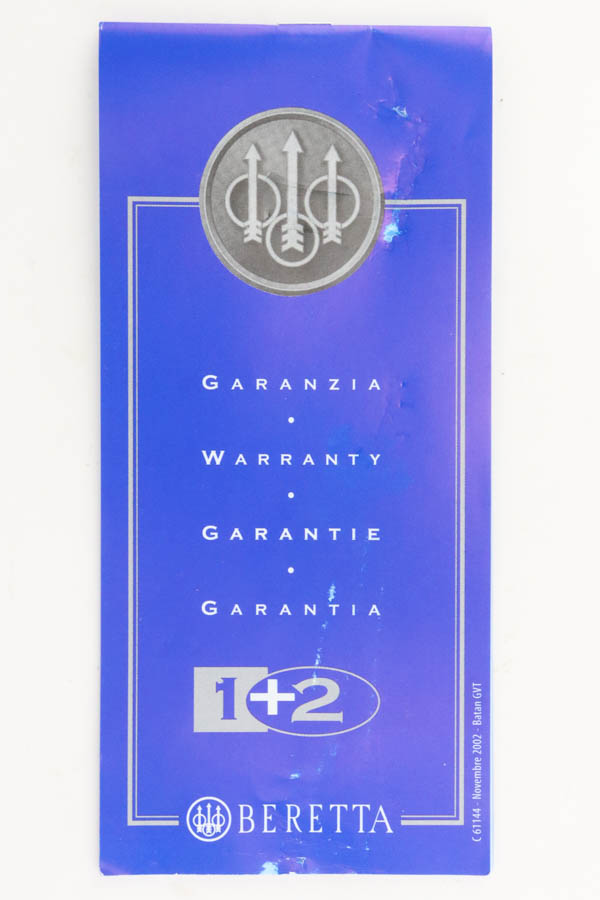 GARANZIA
•
WARRANTY
•
GARANTIE
•
GARANTIA
1+2
BERETTA
C 61144 - Novembre 2002 - Batan GVT